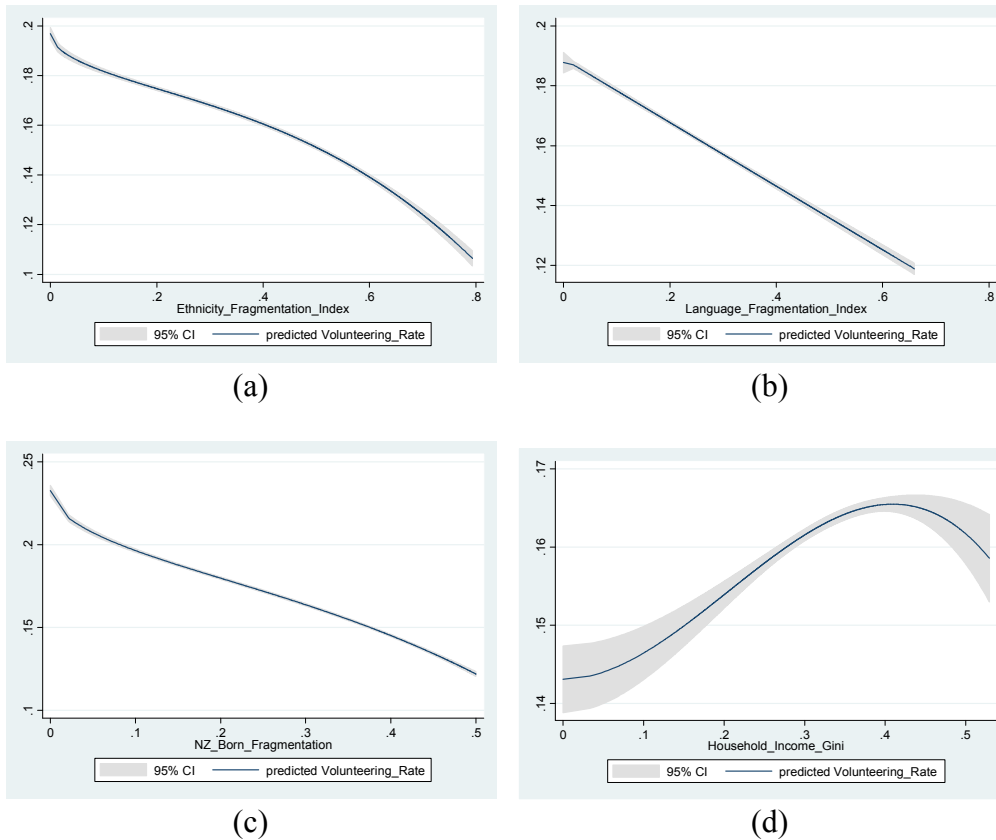 .2
.18
.16
.14
.12
.1
0 .2 .4 .6 .8
Ethnicity_Fragmentation_Index
95% CI predicted Volunteering_Rate
(a)
.2
.18
.16
.14
.12
0 .2 .4 .6 .8
Language_Fragmentation_Index
95% CI predicted Volunteering_Rate
(b)
.25
.2
.15
.1
0 .1 .2 .3 .4 .5
NZ_Born_Fragmentation
95% CI predicted Volunteering_Rate
(c)
.17
.16
.15
.14
0 .1 .2 .3 .4 .5
Household_Income_Gini
95% CI predicted Volunteering_Rate
(d)